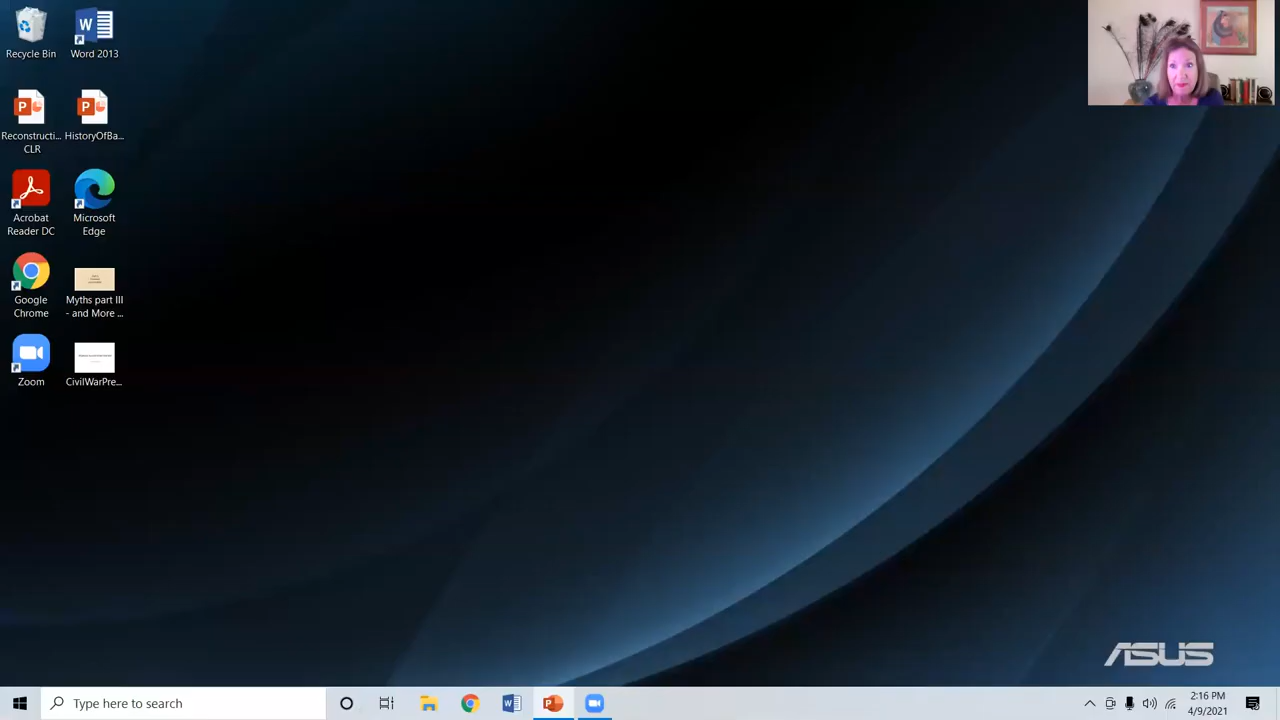 Recycle Bin
Word 2013
Reconstructi...
CLR
HistoryOfBa...
Acrobat
Reader DC
Microsoft
Edge
Google
Chrome
Myths part III
- and More ...
Zoom
CivilWarPre...
ASUS
Type here to search
2:16 PM
4/9/2021